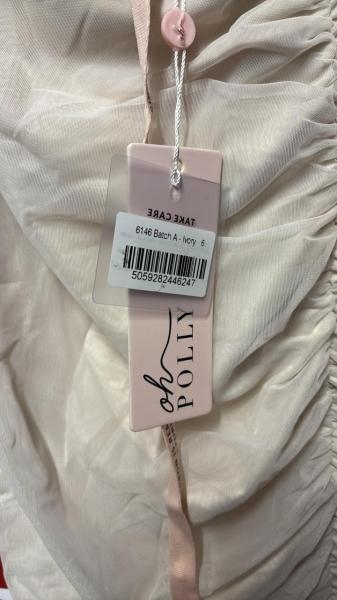 TAKE CARE
6146 Batch A - Ivory 6
5059282446247
oh
POLLY